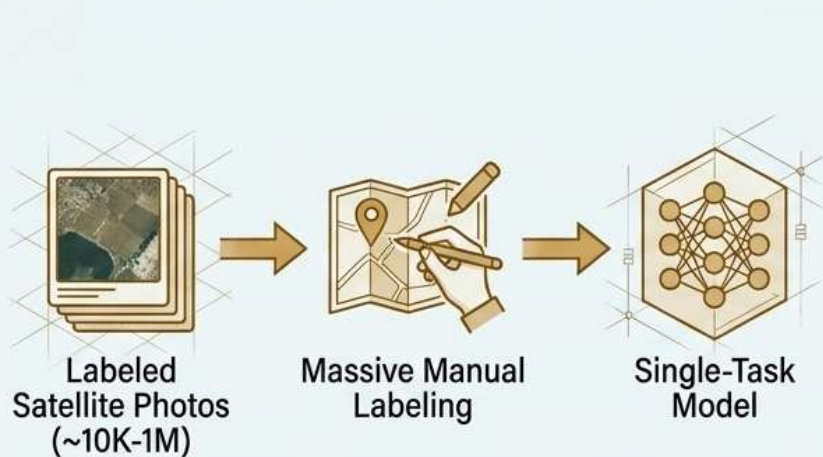 Labeled
Satellite Photos
(~10K-1M)
Massive Manual
Labeling
Single-Task
Model